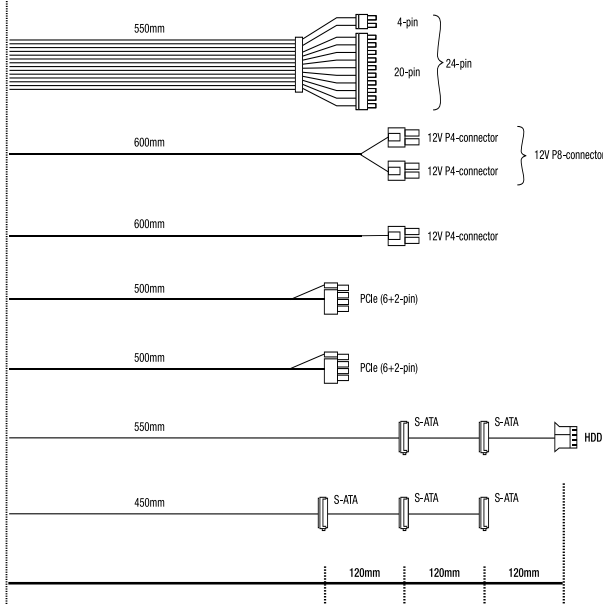 550mm
4-pin
20-pin
24-pin
600mm
12V P4-connector
12V P4-connector
12V P8-connector
600mm
12V P4-connector
500mm
PCIe (6+2-pin)
500mm
PCIe (6+2-pin)
550mm
S-ATA
S-ATA
HDD
450mm
S-ATA
S-ATA
S-ATA
120mm
120mm
120mm